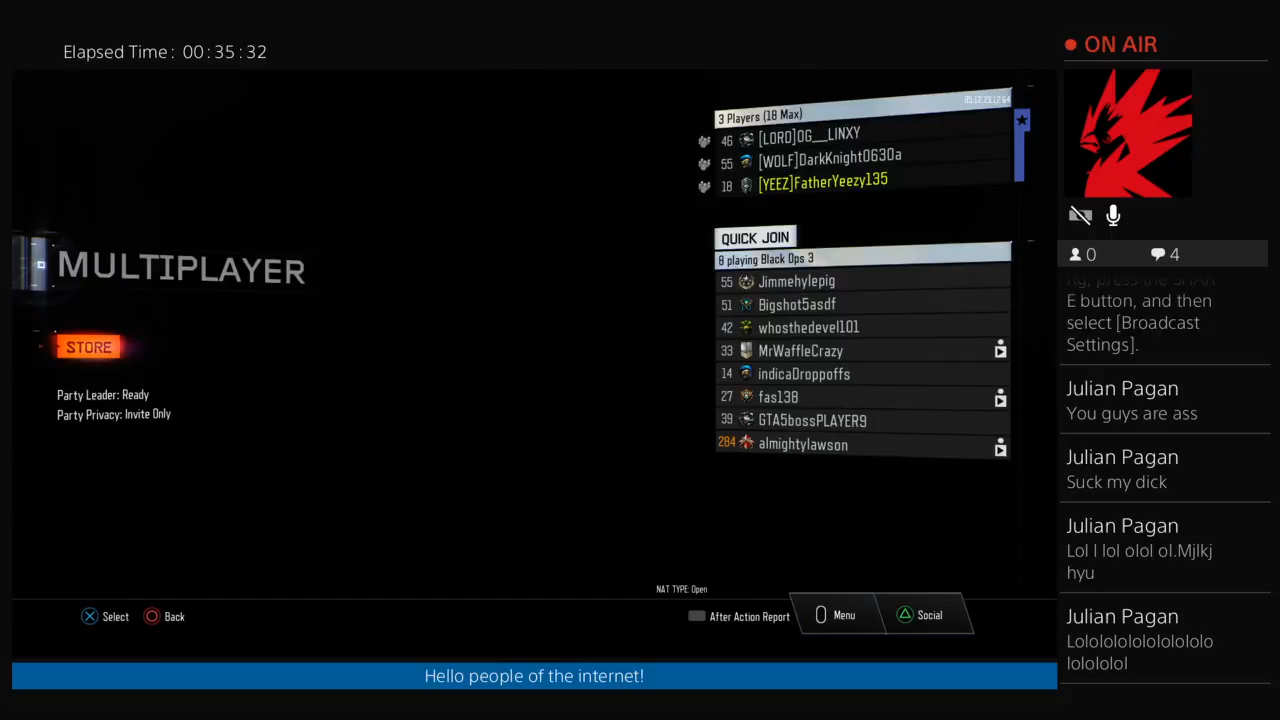 Elapsed Time: 00:35:32
ON AIR
3 Players (18 Max)
46 [LORD]OG__LINXY
55 [WOLF]DarkKnight0630a
18 [YEEZ]FatherYeezy135
QUICK JOIN
8 playing Black Ops 3
55 Jimmehylepig
51 Bigshot5asdf
42 whosthedevel101
33 MrWaffleCrazy
14 indicaDroppoffs
27 fas138
39 GTA5bossPLAYER9
284 almightylawson
MULTIPLAYER
STORE
Party Leader: Ready
Party Privacy: Invite Only
NAT TYPE: Open
Select
Back
After Action Report
Menu
Social
Hello people of the internet!
0
4
E button, and then
select [Broadcast
Settings].
Julian Pagan
You guys are ass
Julian Pagan
Suck my dick
Julian Pagan
Lol l lol olol ol.Mjlkj
hyu
Julian Pagan
Lolololololololololo
lolololol